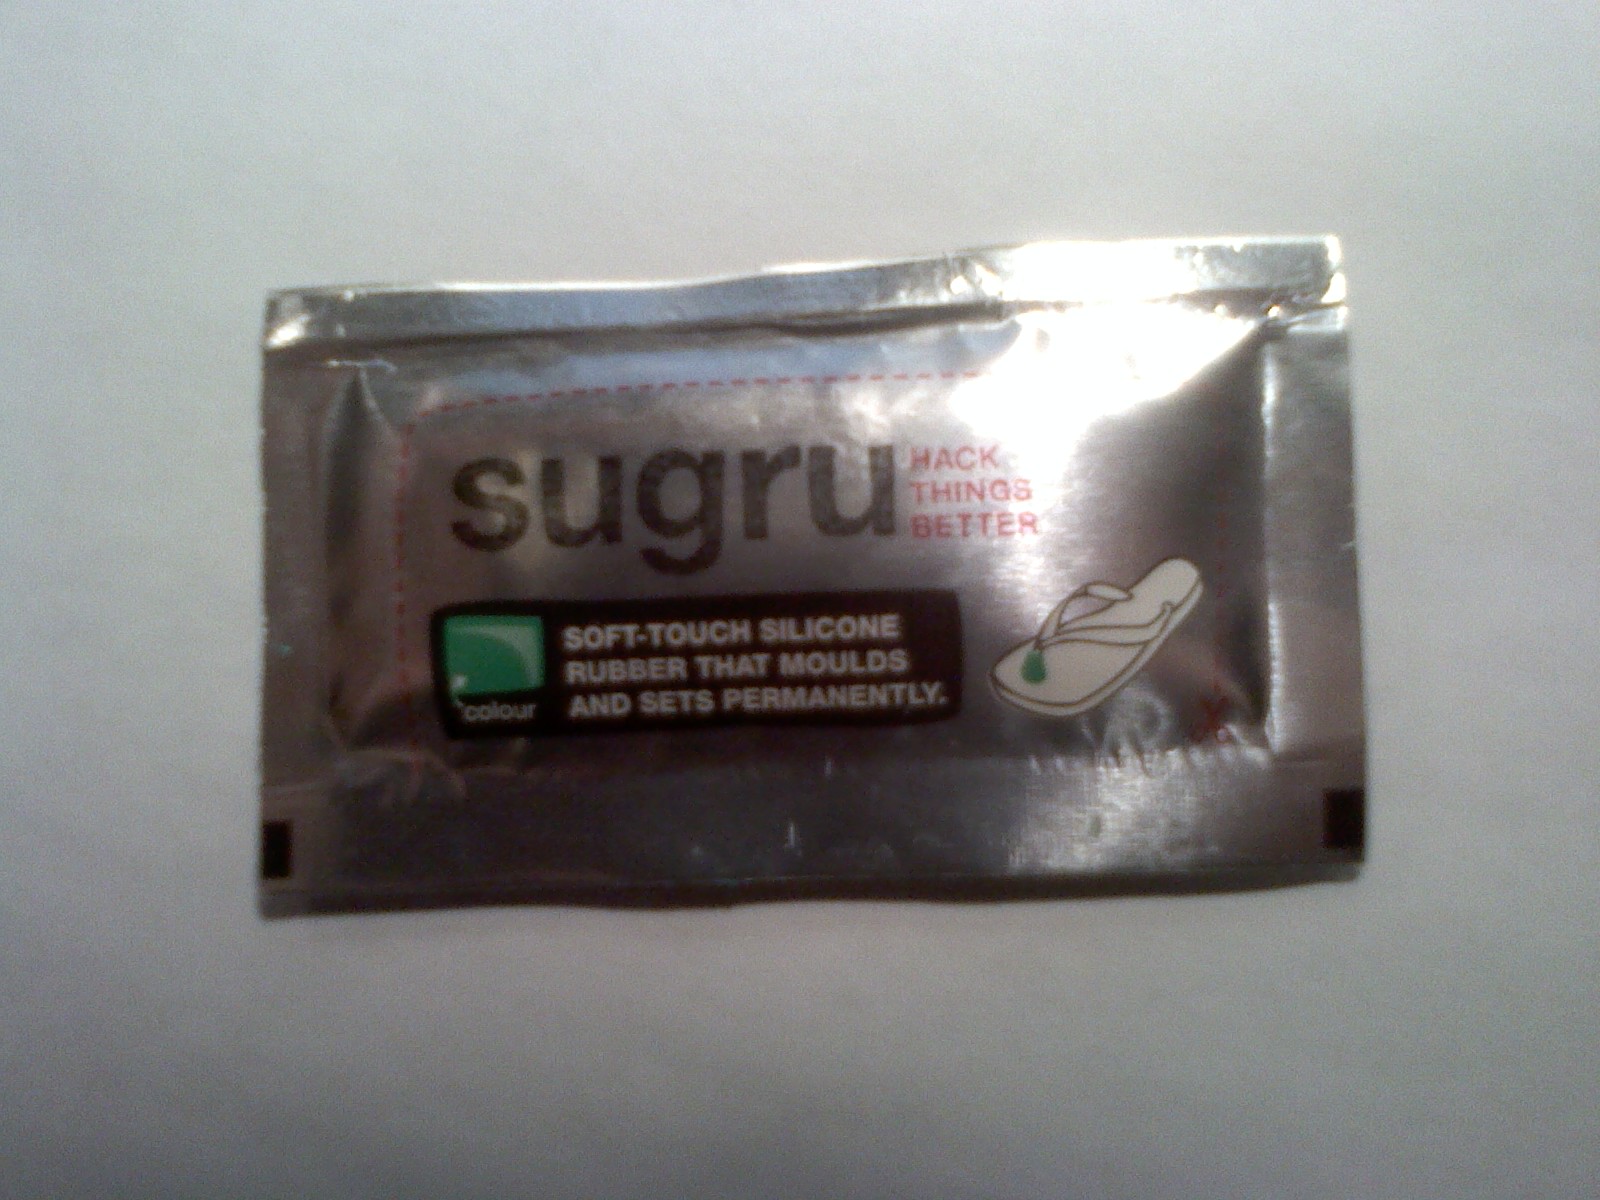 sugru
HACK
THINGS
BETTER
SOFT-TOUCH SILICONE
RUBBER THAT MOULDS
AND SETS PERMANENTLY.
*colour